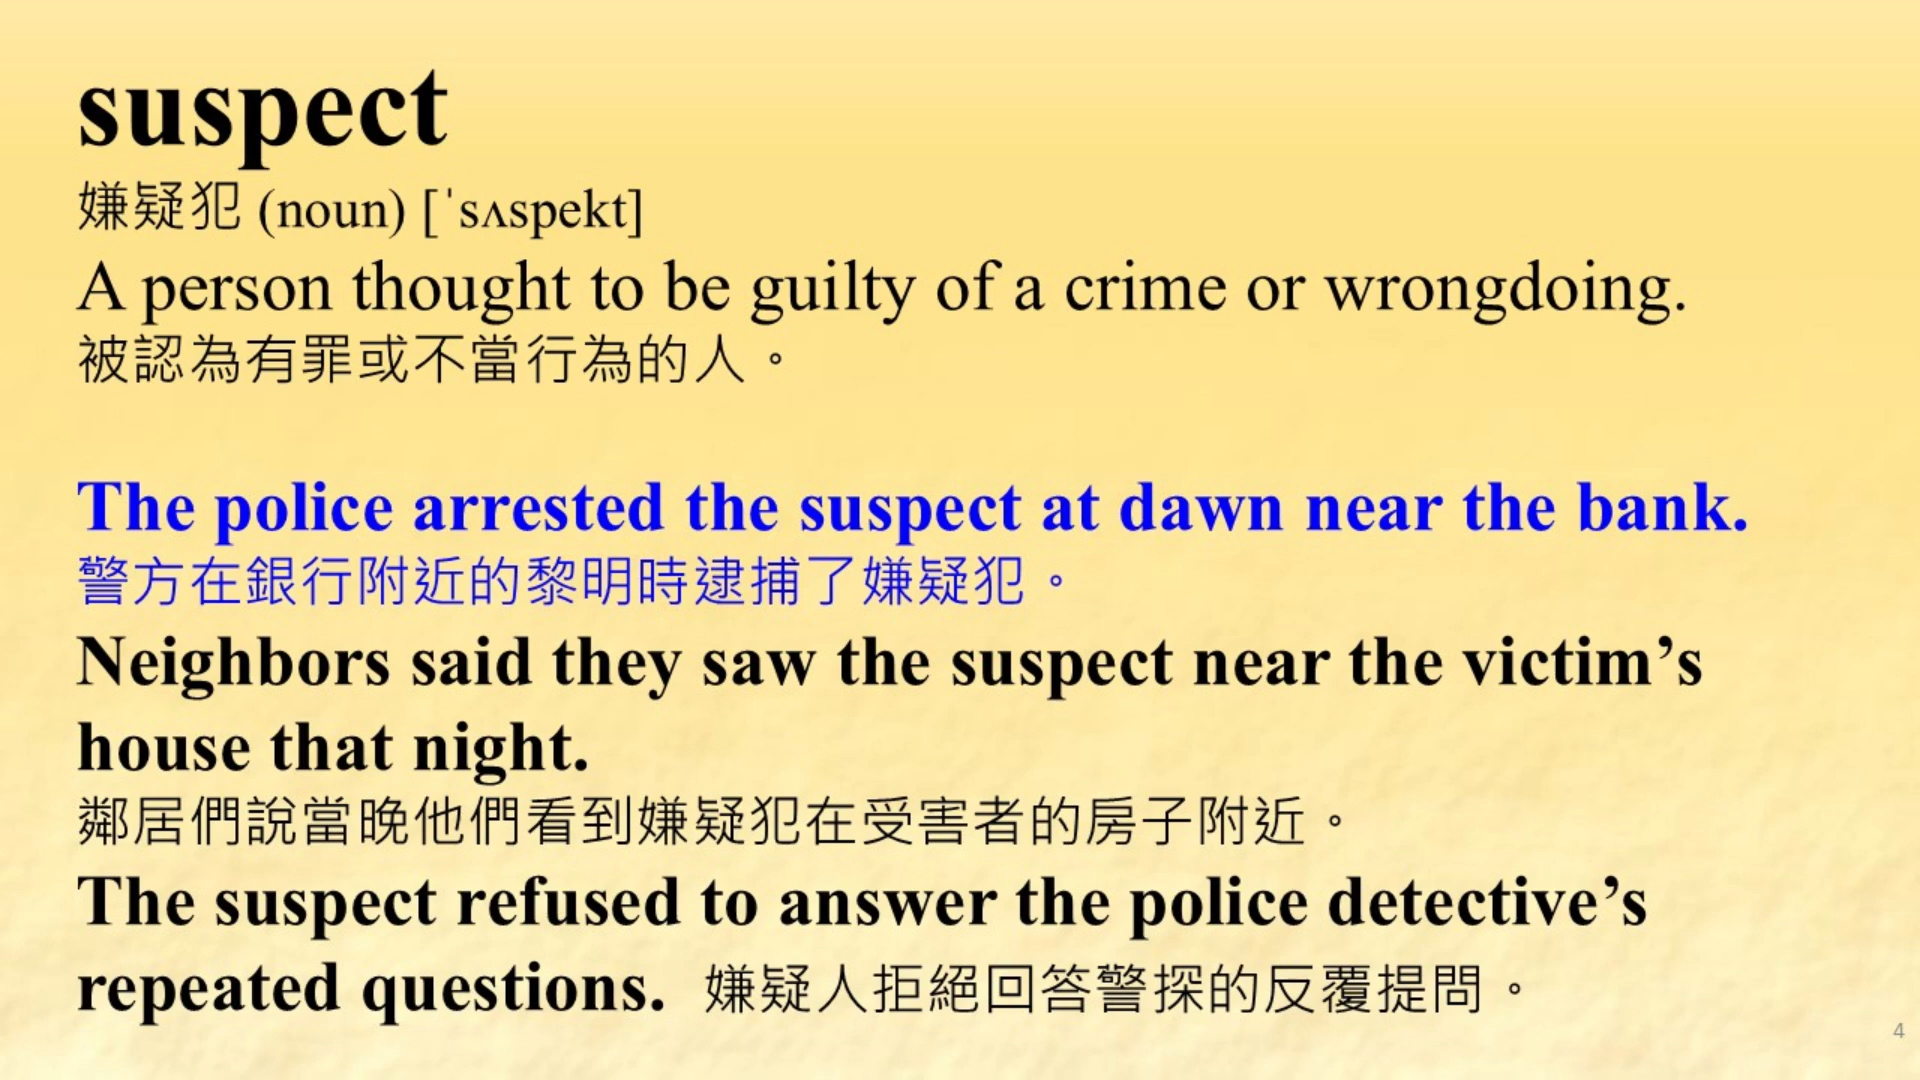 suspect
嫌疑犯 (noun) [ˈsʌspekt]
A person thought to be guilty of a crime or wrongdoing.
被認為有罪或不當行為的人。
The police arrested the suspect at dawn near the bank.
警方在銀行附近的黎明時逮捕了嫌疑犯。
Neighbors said they saw the suspect near the victim’s
house that night.
鄰居們說當晚他們看到嫌疑犯在受害者的房子附近。
The suspect refused to answer the police detective’s
repeated questions. 嫌疑人拒絕回答警探的反覆提問。
4